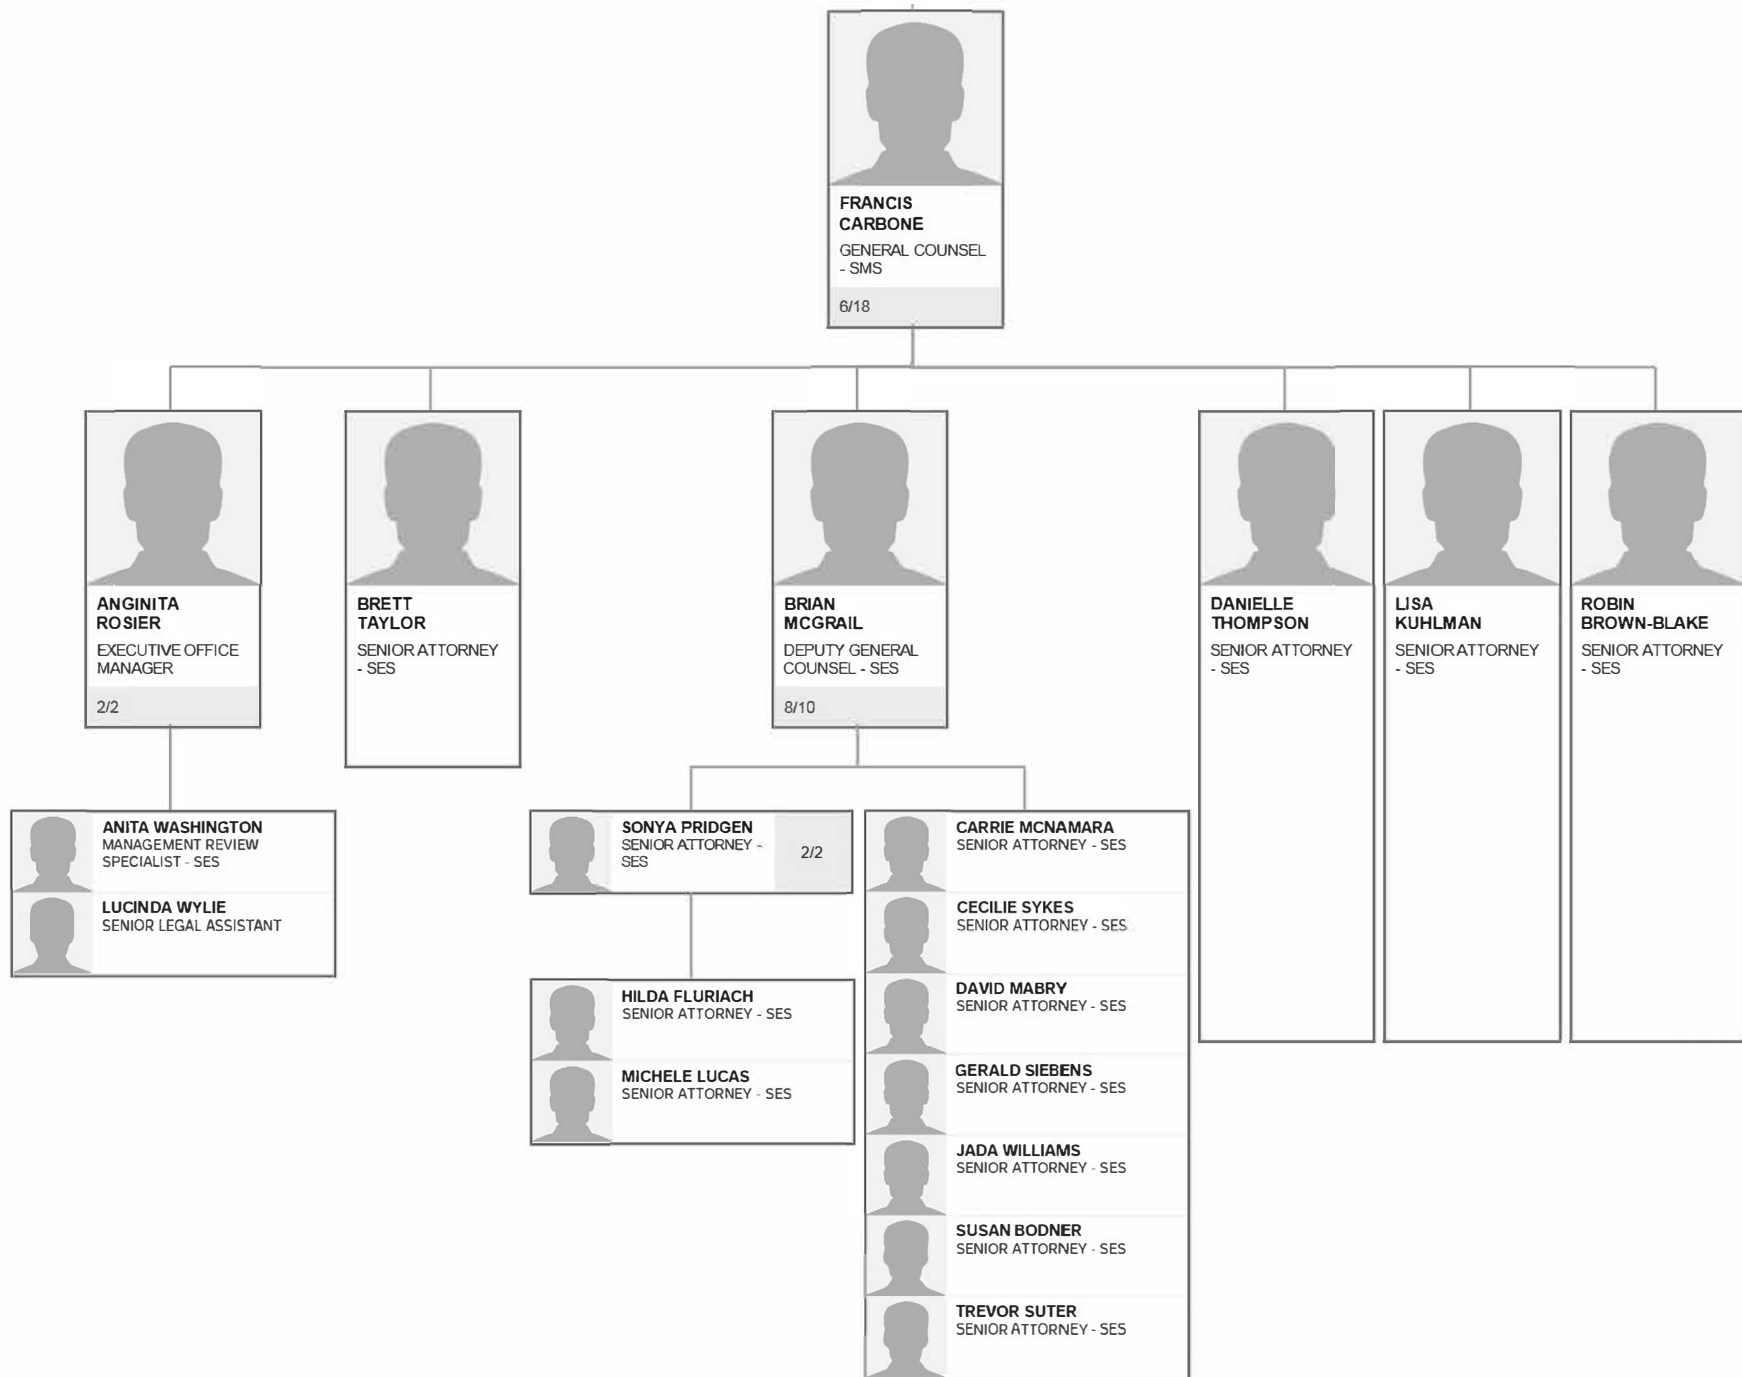 FRANCIS
CARBONE
GENERAL COUNSEL
- SMS
6/18
ANGINITA
ROSIER
EXECUTIVE OFFICE
MANAGER
2/2
BRETT
TAYLOR
SENIOR ATTORNEY
- SES
BRIAN
MCGRAIL
DEPUTY GENERAL
COUNSEL - SES
8/10
DANIELLE
THOMPSON
SENIOR ATTORNEY
- SES
LISA
KUHLMAN
SENIOR ATTORNEY
- SES
ROBIN
BROWN-BLAKE
SENIOR ATTORNEY
- SES
ANITA WASHINGTON
MANAGEMENT REVIEW
SPECIALIST - SES
LUCINDA WYLIE
SENIOR LEGAL ASSISTANT
SONYA PRIDGEN
SENIOR ATTORNEY -
SES
2/2
HILDA FLURIACH
SENIOR ATTORNEY - SES
MICHELE LUCAS
SENIOR ATTORNEY - SES
CARRIE MCNAMARA
SENIOR ATTORNEY - SES
CECILIE SYKES
SENIOR ATTORNEY - SES
DAVID MABRY
SENIOR ATTORNEY - SES
GERALD SIEBENS
SENIOR ATTORNEY - SES
JADA WILLIAMS
SENIOR ATTORNEY - SES
SUSAN BODNER
SENIOR ATTORNEY - SES
TREVOR SUTER
SENIOR ATTORNEY - SES